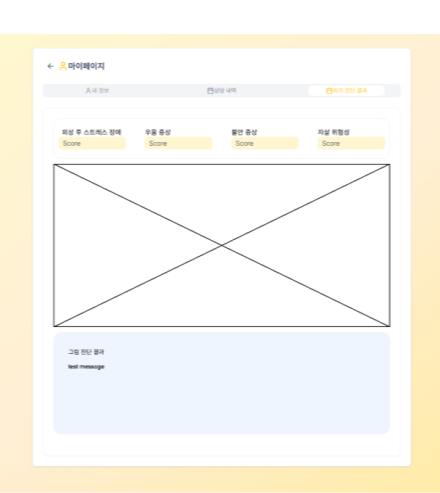 ← 마이페이지
내 정보 상담 내역 자가 진단 결과
외상 후 스트레스 장애 우울 증상 불안 증상 자살 위험성
Score Score Score Score
그림 진단 결과
test message